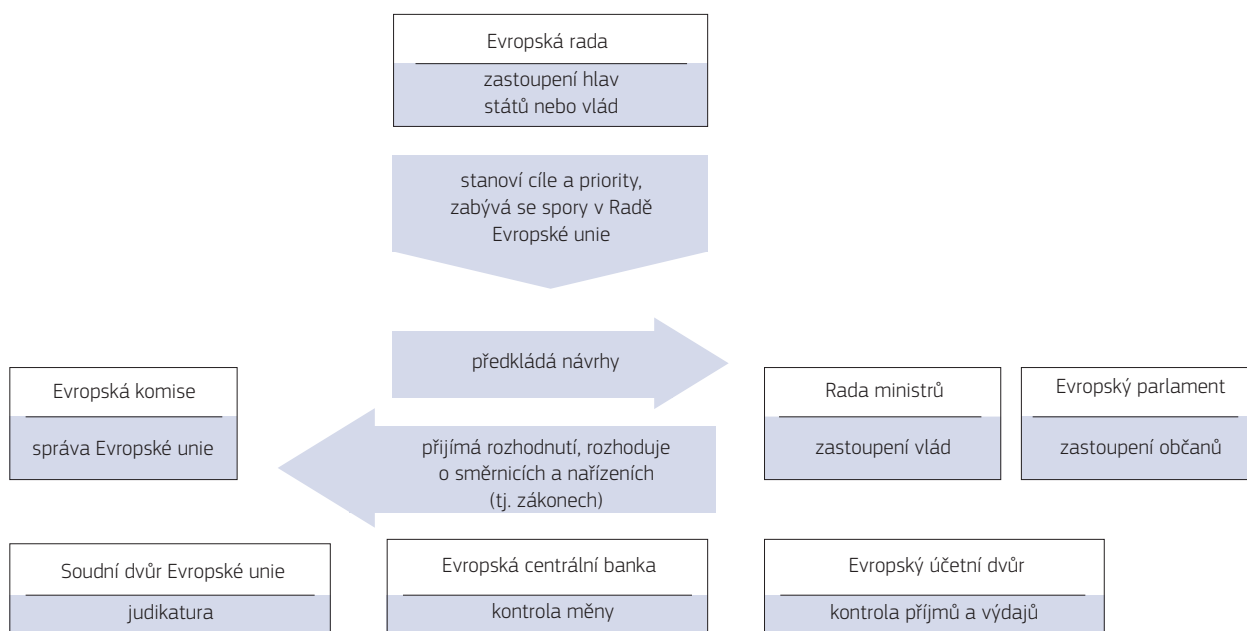 Evropská rada
zastoupení hlav
států nebo vlád
stanoví cíle a priority,
zabývá se spory v Radě
Evropské unie
předkládá návrhy
Evropská komise
správa Evropské unie
Rada ministrů
zastoupení vlád
Evropský parlament
zastoupení občanů
přijímá rozhodnutí, rozhoduje
o směrnicích a nařízeních
(tj. zákonech)
Soudní dvůr Evropské unie
judikatura
Evropská centrální banka
kontrola měny
Evropský účetní dvůr
kontrola příjmů a výdajů